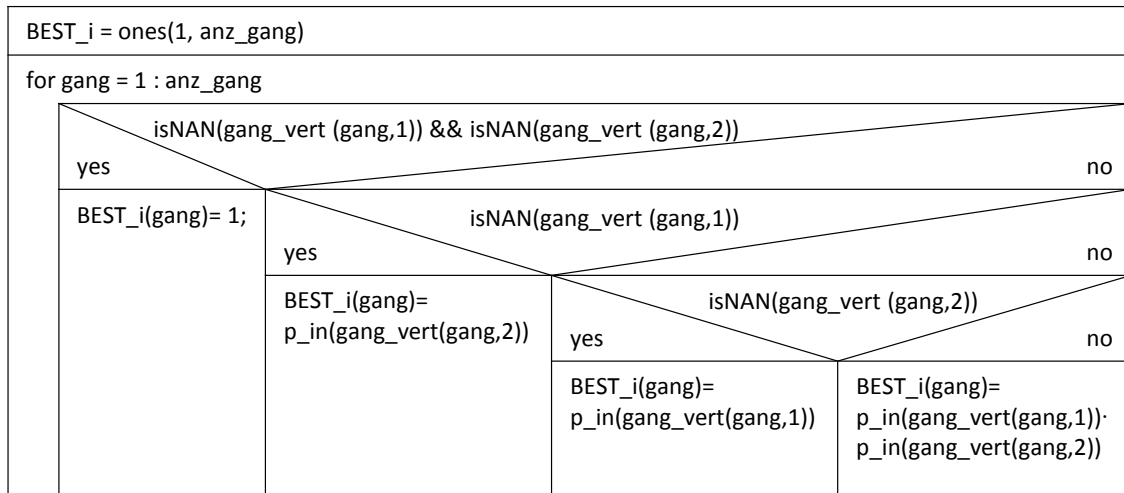 BEST_i = ones(1, anz_gang)
for gang = 1 : anz_gang
isNAN(gang_vert (gang,1)) && isNAN(gang_vert (gang,2))
yes
no
BEST_i(gang)= 1;
isNAN(gang_vert (gang,1))
yes
no
BEST_i(gang)=
p_in(gang_vert(gang,2))
isNAN(gang_vert (gang,2))
yes
no
BEST_i(gang)=
p_in(gang_vert(gang,1))
BEST_i(gang)=
p_in(gang_vert(gang,1))·
p_in(gang_vert(gang,2))